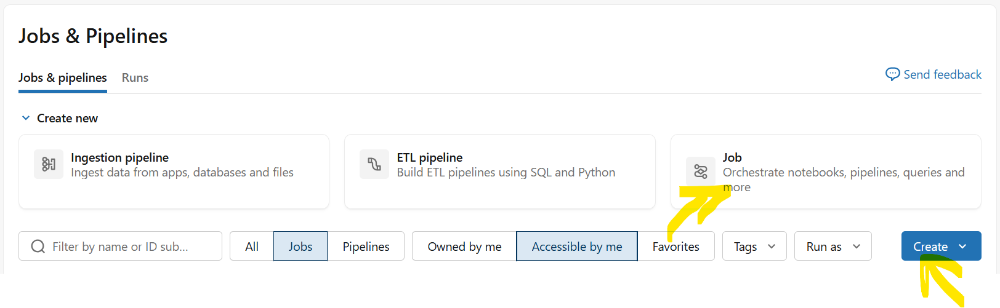 Jobs & Pipelines
Jobs & pipelines
Runs
Send feedback
Create new
Ingestion pipeline
Ingest data from apps, databases and files
ETL pipeline
Build ETL pipelines using SQL and Python
Job
Orchestrate notebooks, pipelines, queries and
more
Filter by name or ID sub...
All
Jobs
Pipelines
Owned by me
Accessible by me
Favorites
Tags
Run as
Create